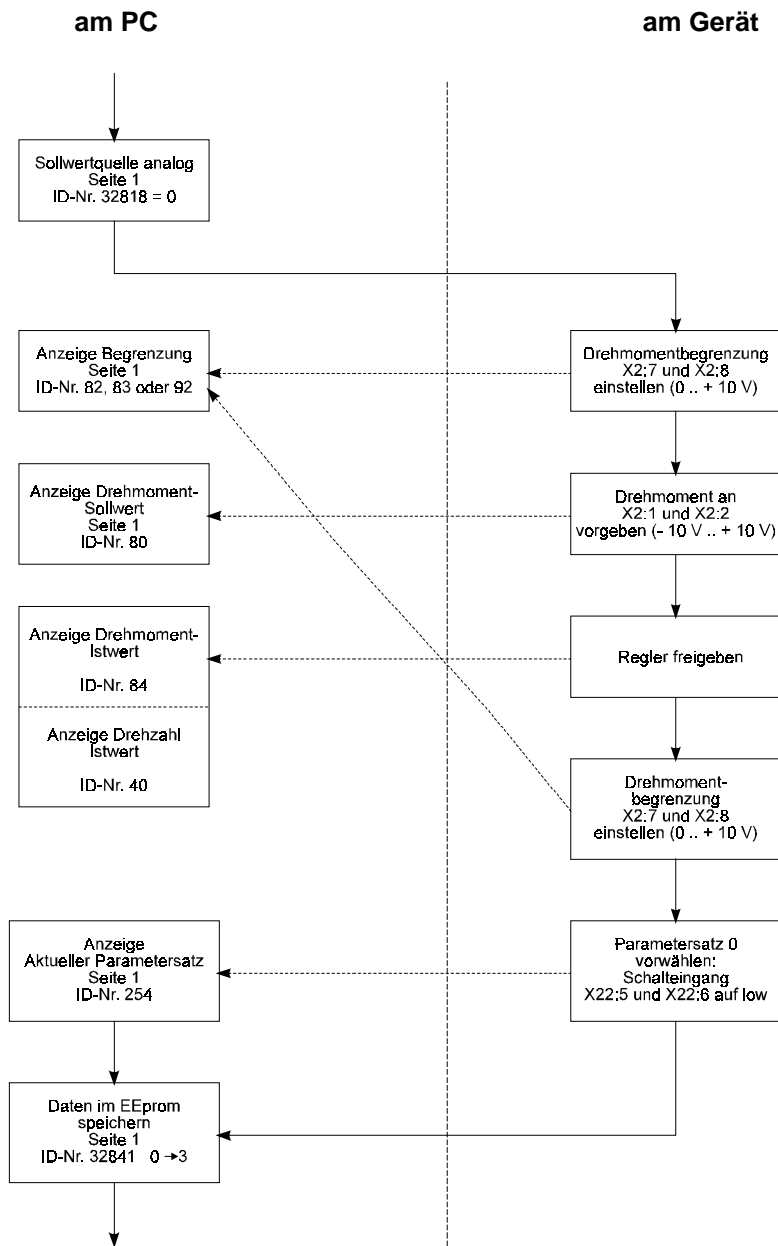 am PC
am Gerät
Sollwertquelle analog
Seite 1
ID-Nr. 32818 = 0
Anzeige Begrenzung
Seite 1
ID-Nr. 82, 83 oder 92
Drehmomentbegrenzung
X2:7 und X2:8
einstellen (0 .. + 10 V)
Anzeige Drehmoment-
Sollwert
Seite 1
ID-Nr. 80
Drehmoment an
X2:1 und X2:2
vorgeben (- 10 V .. + 10 V)
Anzeige Drehmoment-
Istwert
ID-Nr. 84
Regler freigeben
Anzeige Drehzahl
Istwert
ID-Nr. 40
Drehmoment-
begrenzung
X2:7 und X2:8
einstellen (0 .. + 10 V)
Anzeige
Aktueller Parametersatz
Seite 1
ID-Nr. 254
Parametersatz 0
vorwählen:
Schalteingang
X22:5 und X22:6 auf low
Daten im EEprom
speichern
Seite 1
ID-Nr. 32841 0 →3